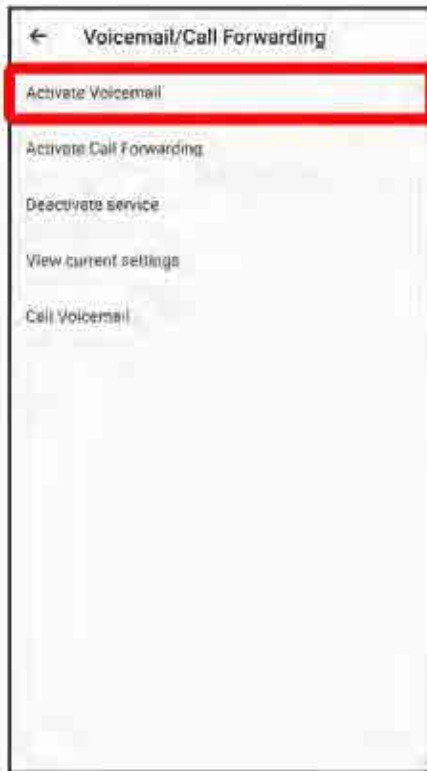 Voicemail/Call Forwarding
Activate Voicemail
Activate Call Forwarding
Deactivate service
View current settings
Call Voicemail